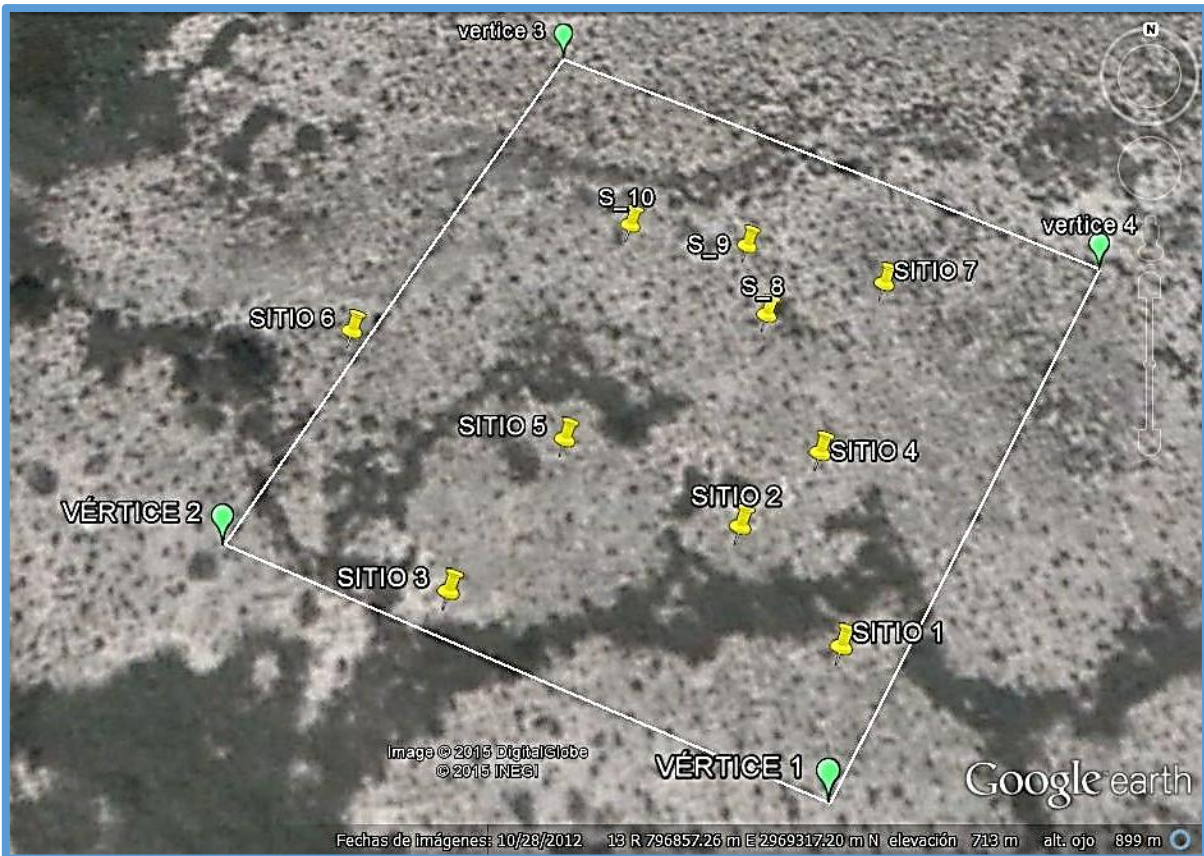 vertice 3
N
S_10
vertice 4
S_9
SITIO 7
S_8
SITIO 6
SITIO 5
SITIO 4
SITIO 2
VÉRTICE 2
SITIO 3
SITIO 1
Image © 2015 DigitalGlobe
© 2015 INEGI
VÉRTICE 1
Google earth
Fechas de imágenes: 10/28/2012 13 R 796857.26 m E 2969317.20 m N elevación 713 m alt. ojo 899 m